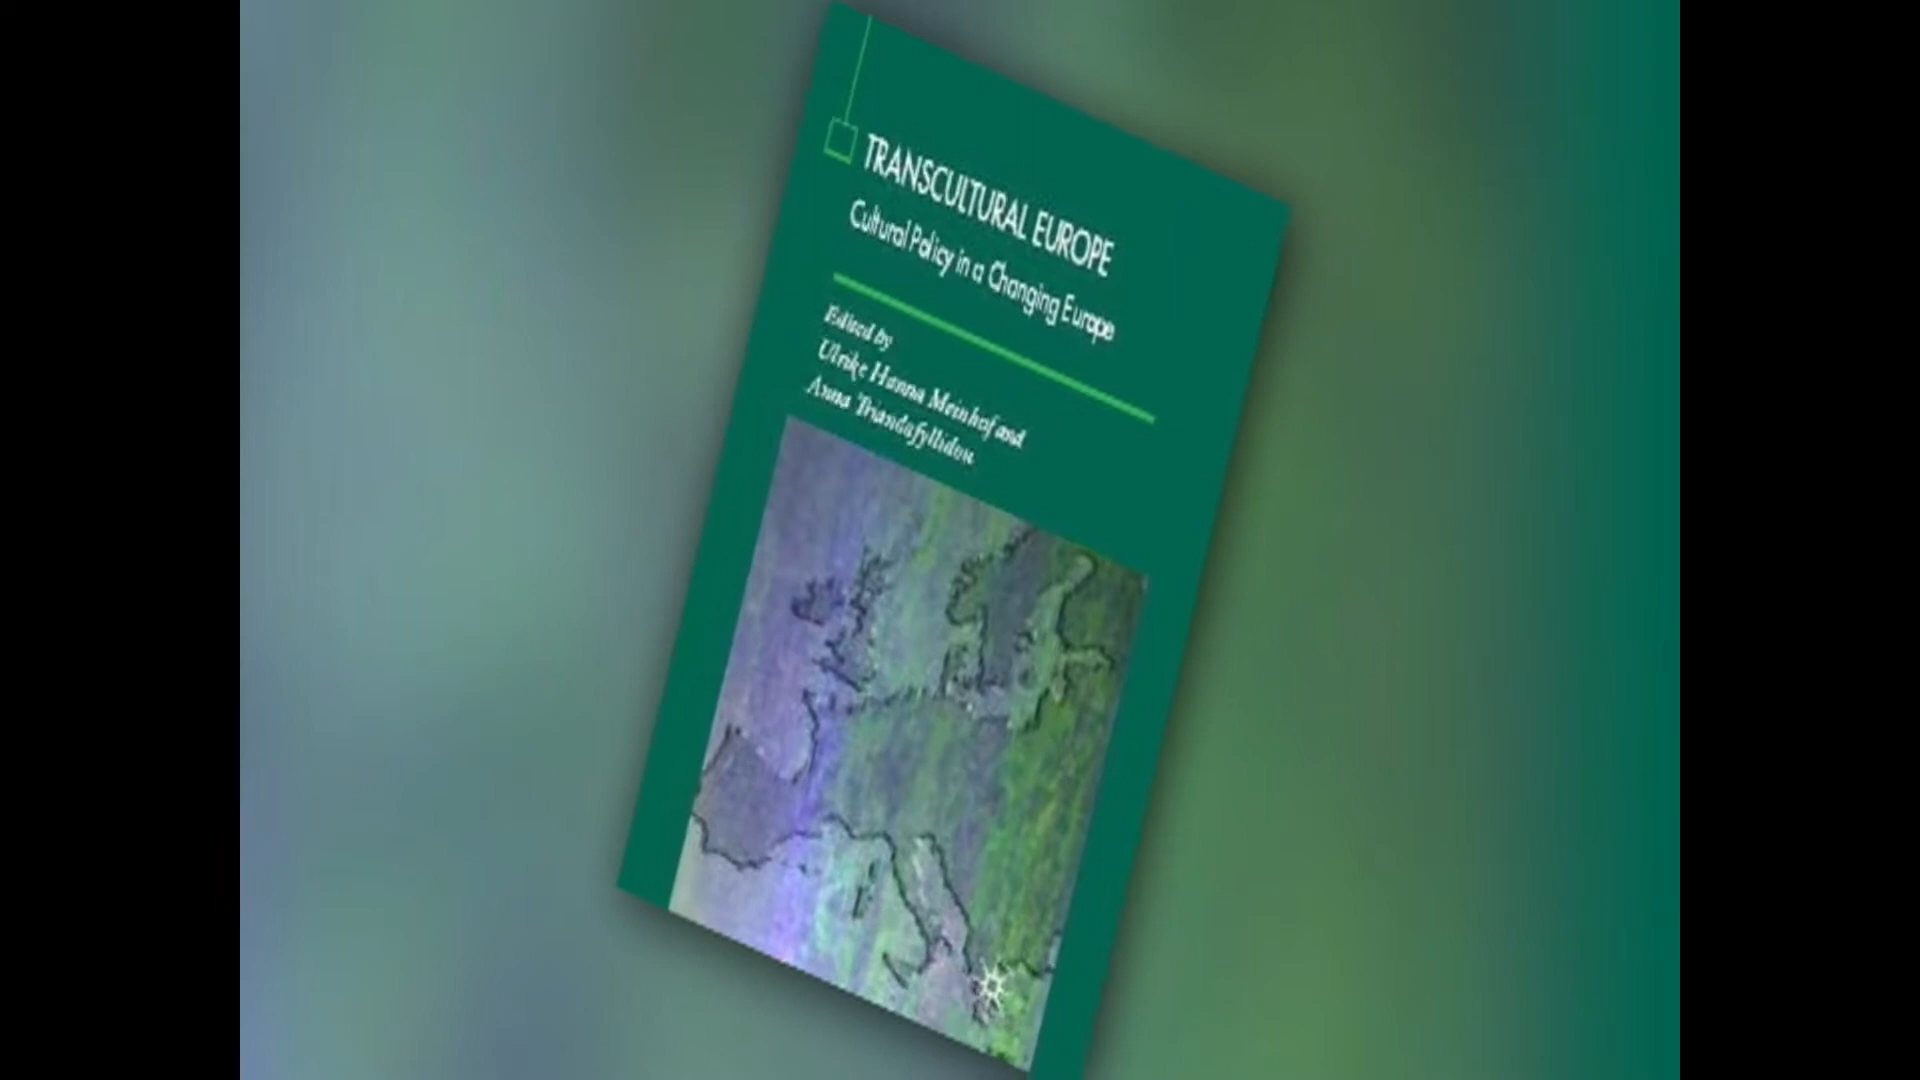 TRANSCULTURAL EUROPE
Cultural Policy in a Changing Europe
Edited by
Ulrike Hanna Meinhof and
Anna Triandafyllidou